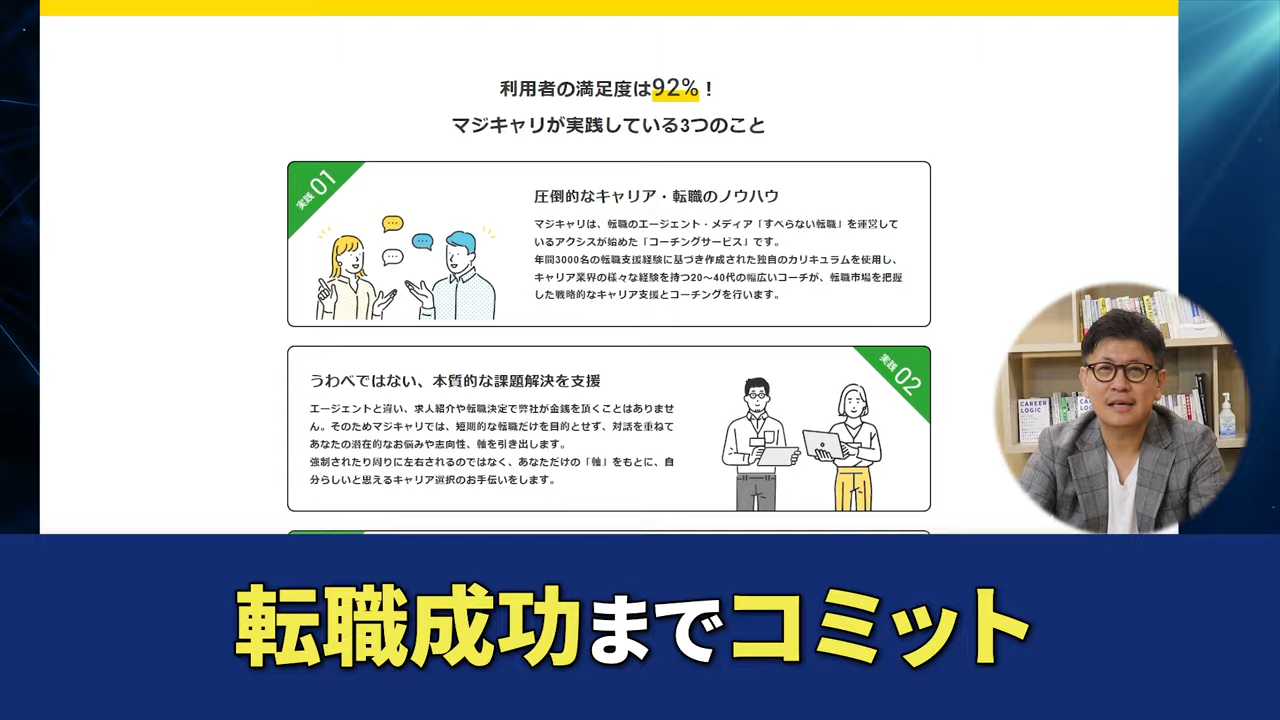 利用者の満足度は92%！
マジキャリが実践している3つのこと
実践01
圧倒的なキャリア・転職のノウハウ
マジキャリは、転職のエージェント・メディア「すべらない転職」を運営して
いるアクシスが始めた「コーチングサービス」です。
年間3000名の転職支援経験に基づき作成された独自のカリキュラムを使用し、
キャリア業界の様々な経験を持つ20〜40代の幅広いコーチが、転職市場を把握
した戦略的なキャリア支援とコーチングを行います。
実践02
うわべではない、本質的な課題解決を支援
エージェントと違い、求人紹介や転職決定で弊社が金銭を頂くことはありませ
ん。そのためマジキャリでは、短期的な転職だけを目的とせず、対話を重ねて
あなたの潜在的なお悩みや志向性、軸を引き出します。
強制されたり周りに左右されるのではなく、あなただけの「軸」をもとに、自
分らしいと思えるキャリア選択のお手伝いをします。
CAREER
LOGIC
転職成功までコミット